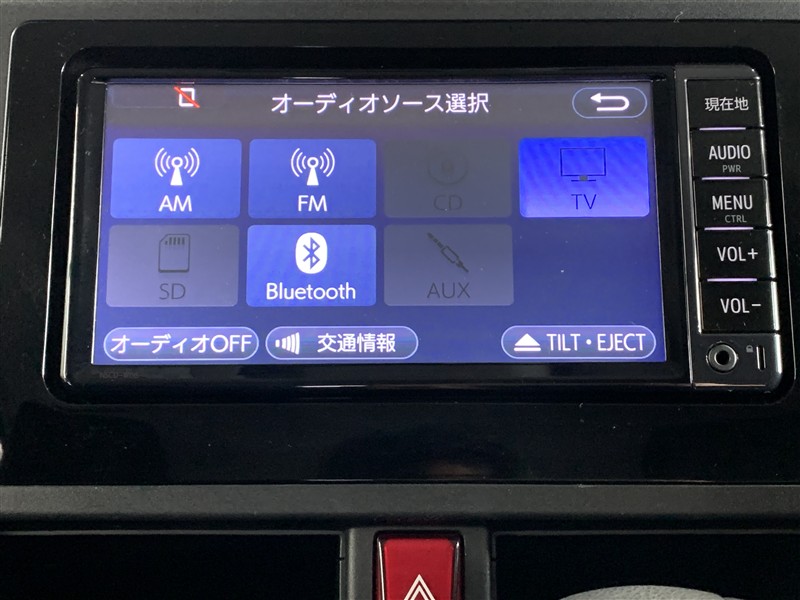 オーディオソース選択
AM
FM
CD
TV
SD
Bluetooth
AUX
オーディオOFF
交通情報
TILT・EJECT
現在地
AUDIO
PWR
MENU
CTRL
VOL+
VOL-